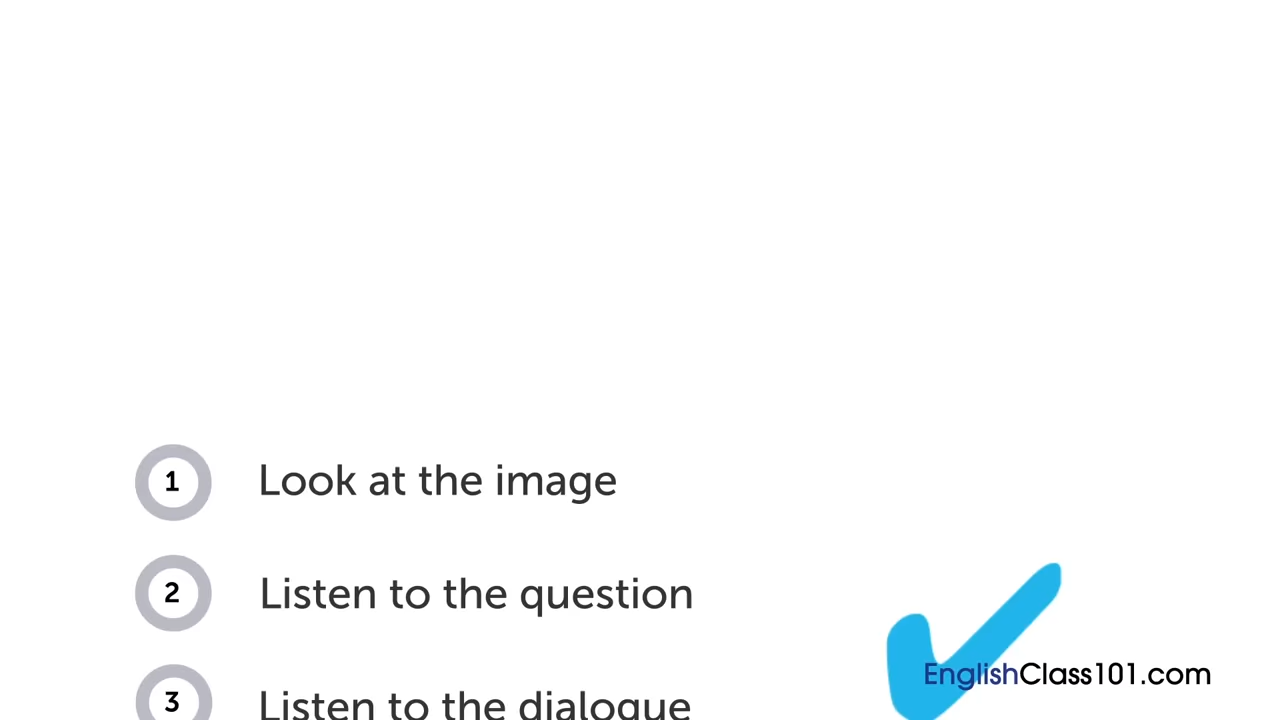 1 Look at the image
2 Listen to the question
3 Listen to the dialogue
EnglishClass101.com